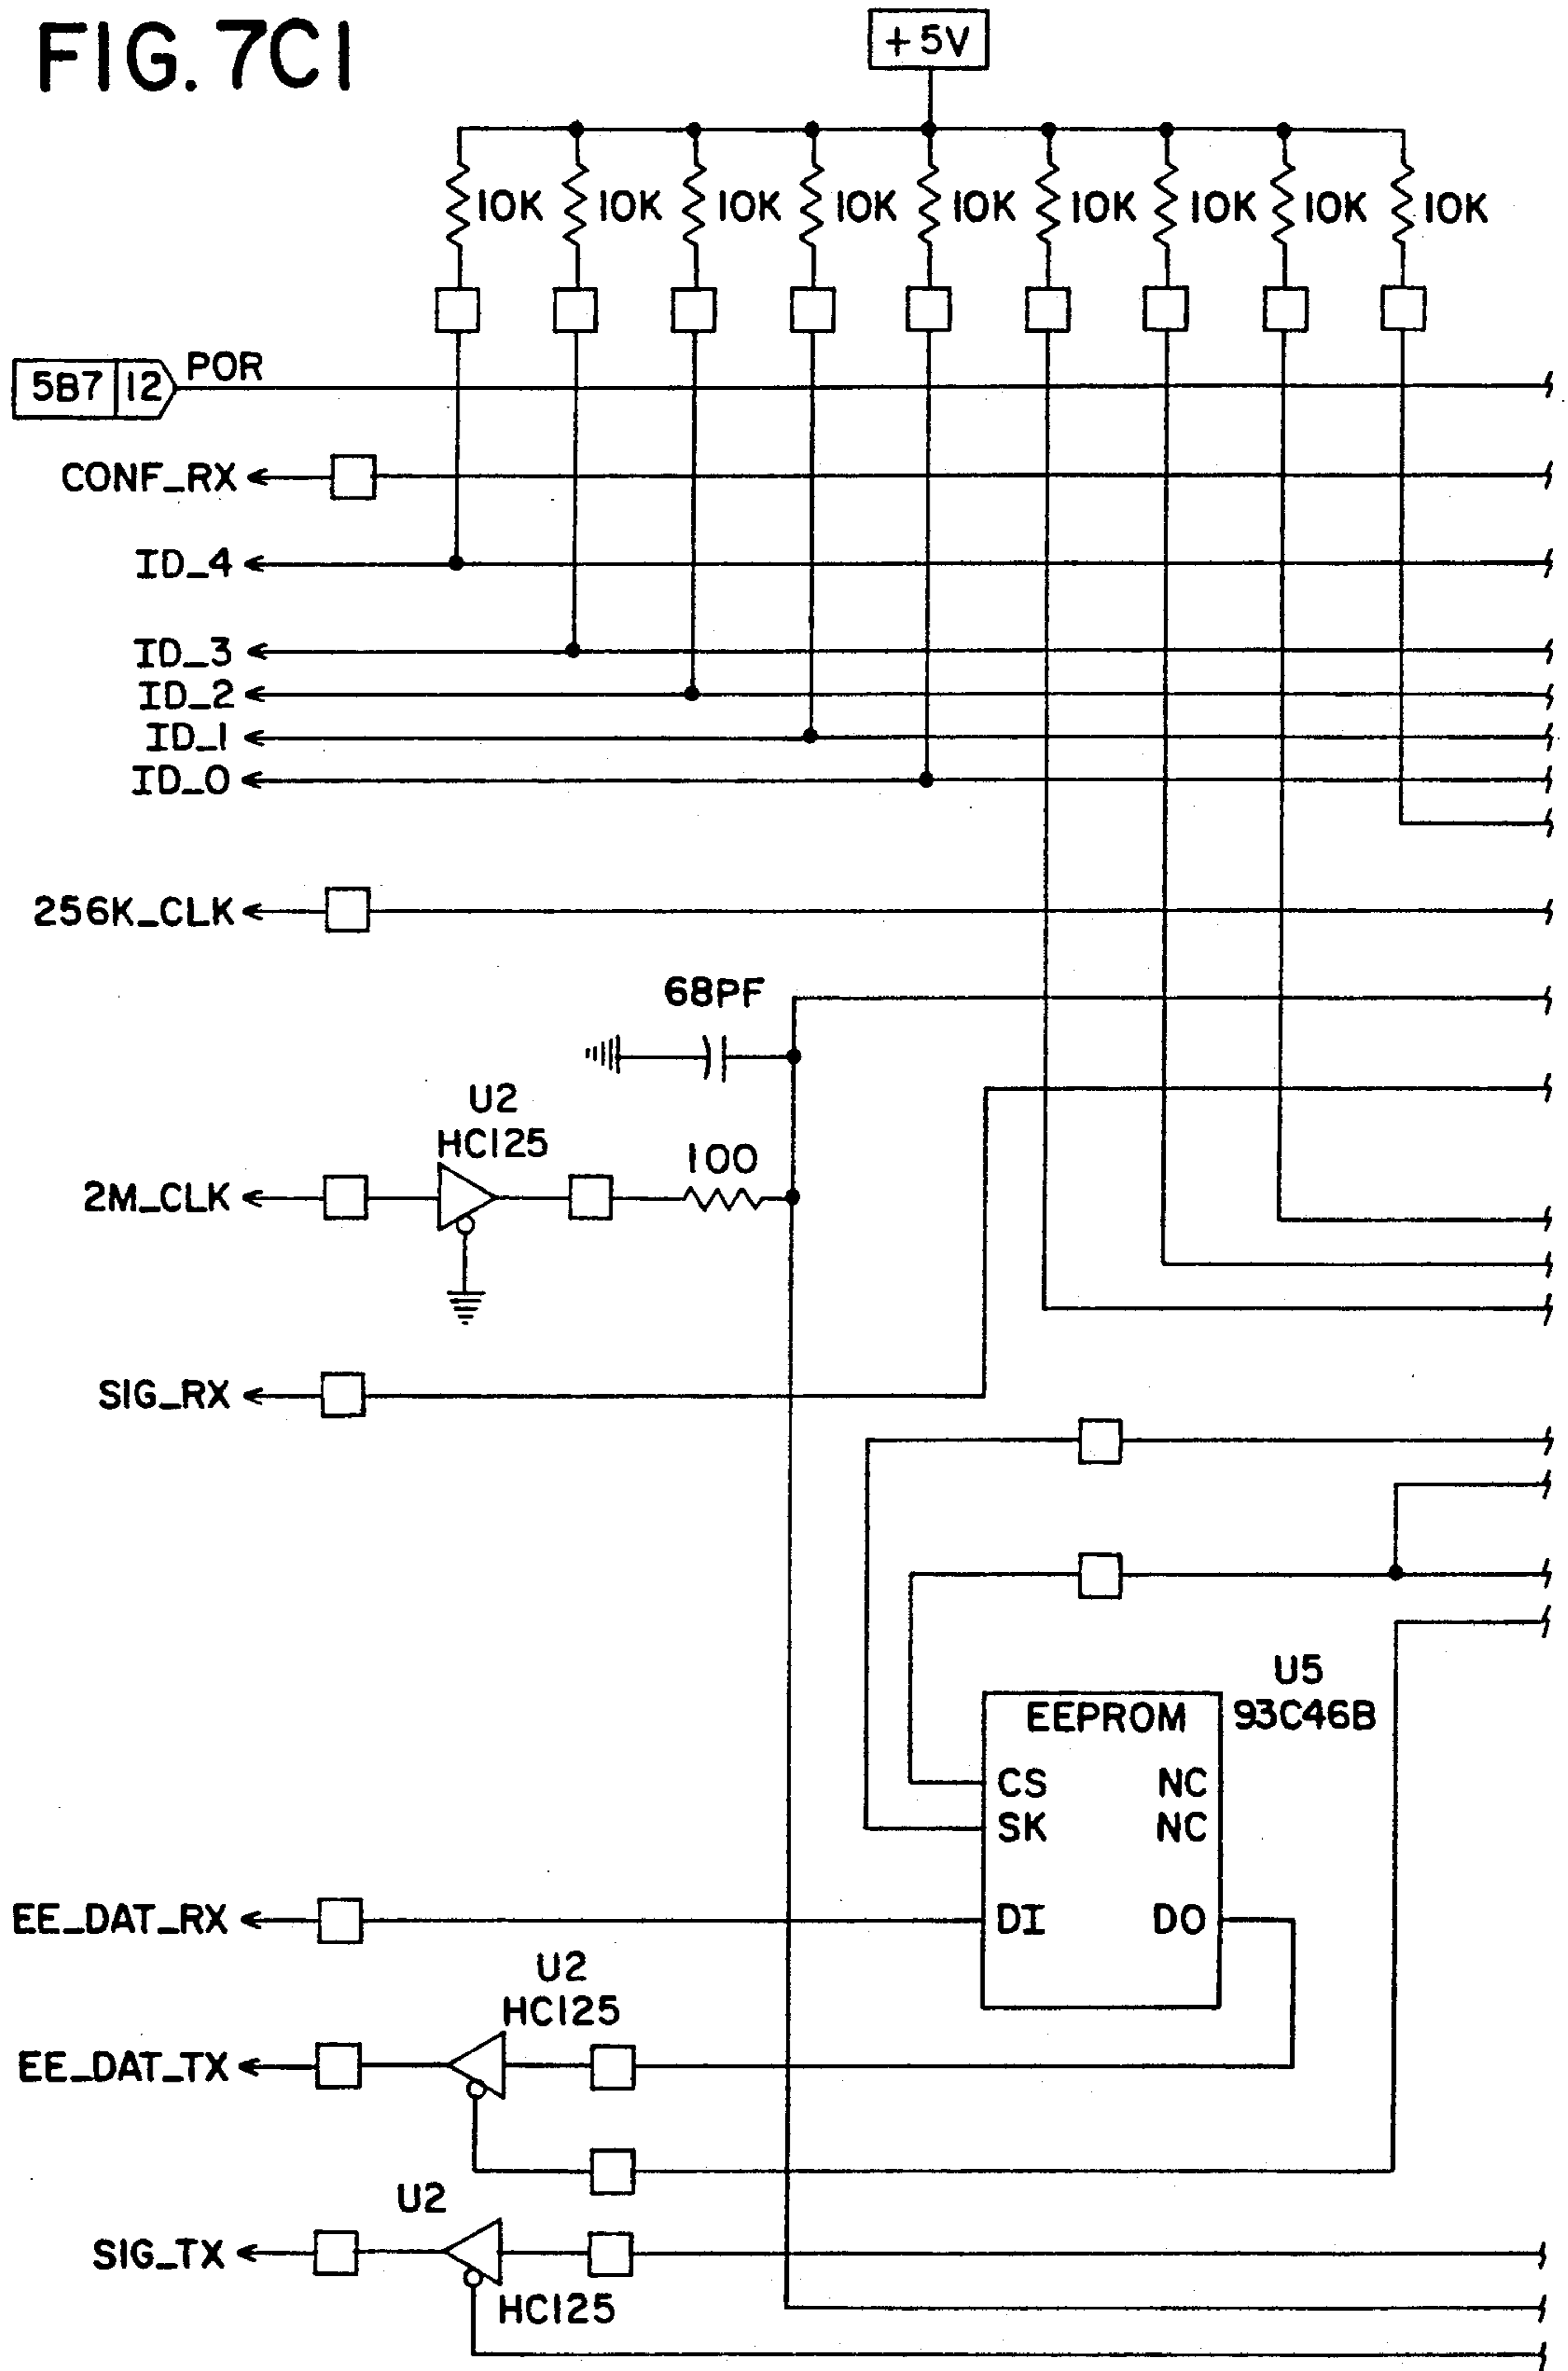 FIG. 7C1
+5V
10K 10K 10K 10K 10K 10K 10K 10K 10K
5B7 12 POR
CONF_RX
ID_4
ID_3
ID_2
ID_1
ID_0
256K_CLK
68PF
U2
HC125
100
2M_CLK
SIG_RX
U5
EEPROM 93C46B
CS NC
SK NC
EE_DAT_RX DI DO
U2
HC125
EE_DAT_TX
U2
SIG_TX
HC125